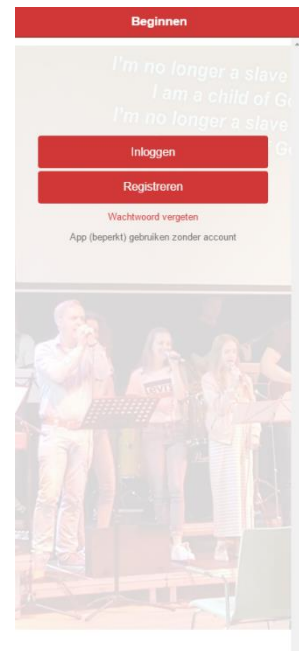 Beginnen
I'm no longer a slave
I am a child of G
I'm no longer a slave
Inloggen
Registreren
Wachtwoord vergeten
App (beperkt) gebruiken zonder account